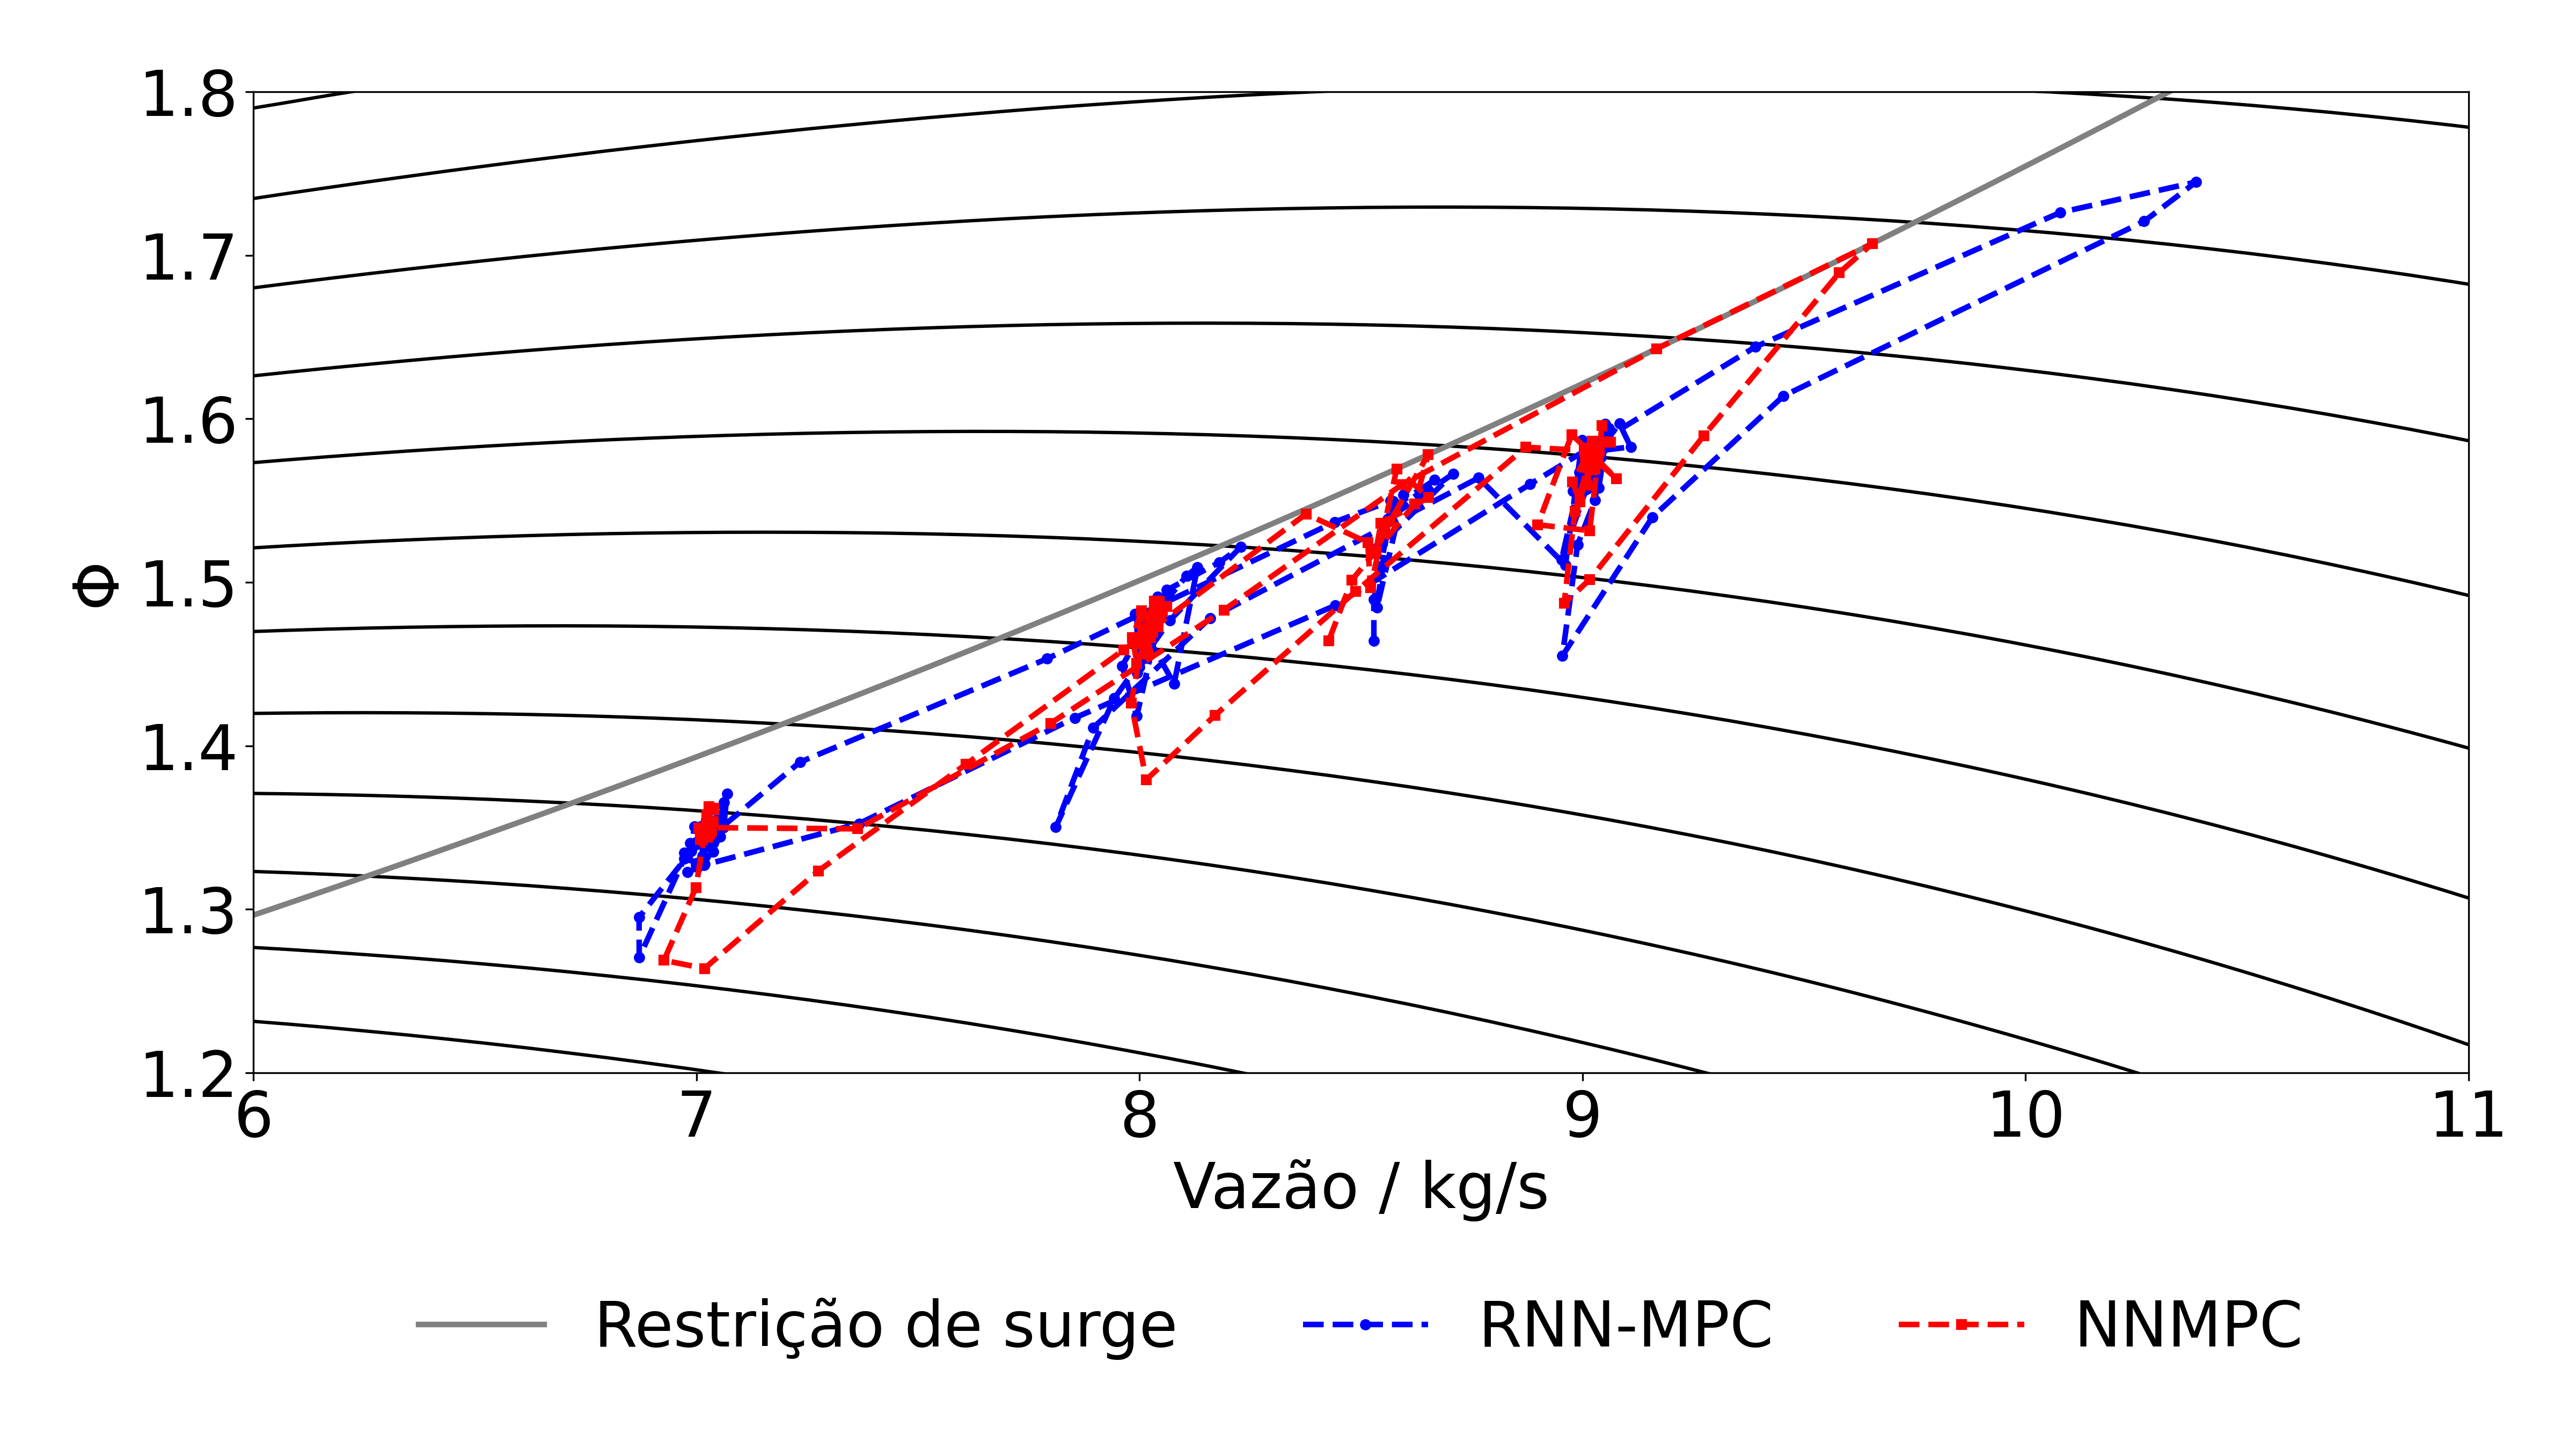 1.8
1.7
1.6
1.5
1.4
1.3
1.2
Φ
6 7 8 9 10 11
Vazão / kg/s
Restrição de surge RNN-MPC NNMPC